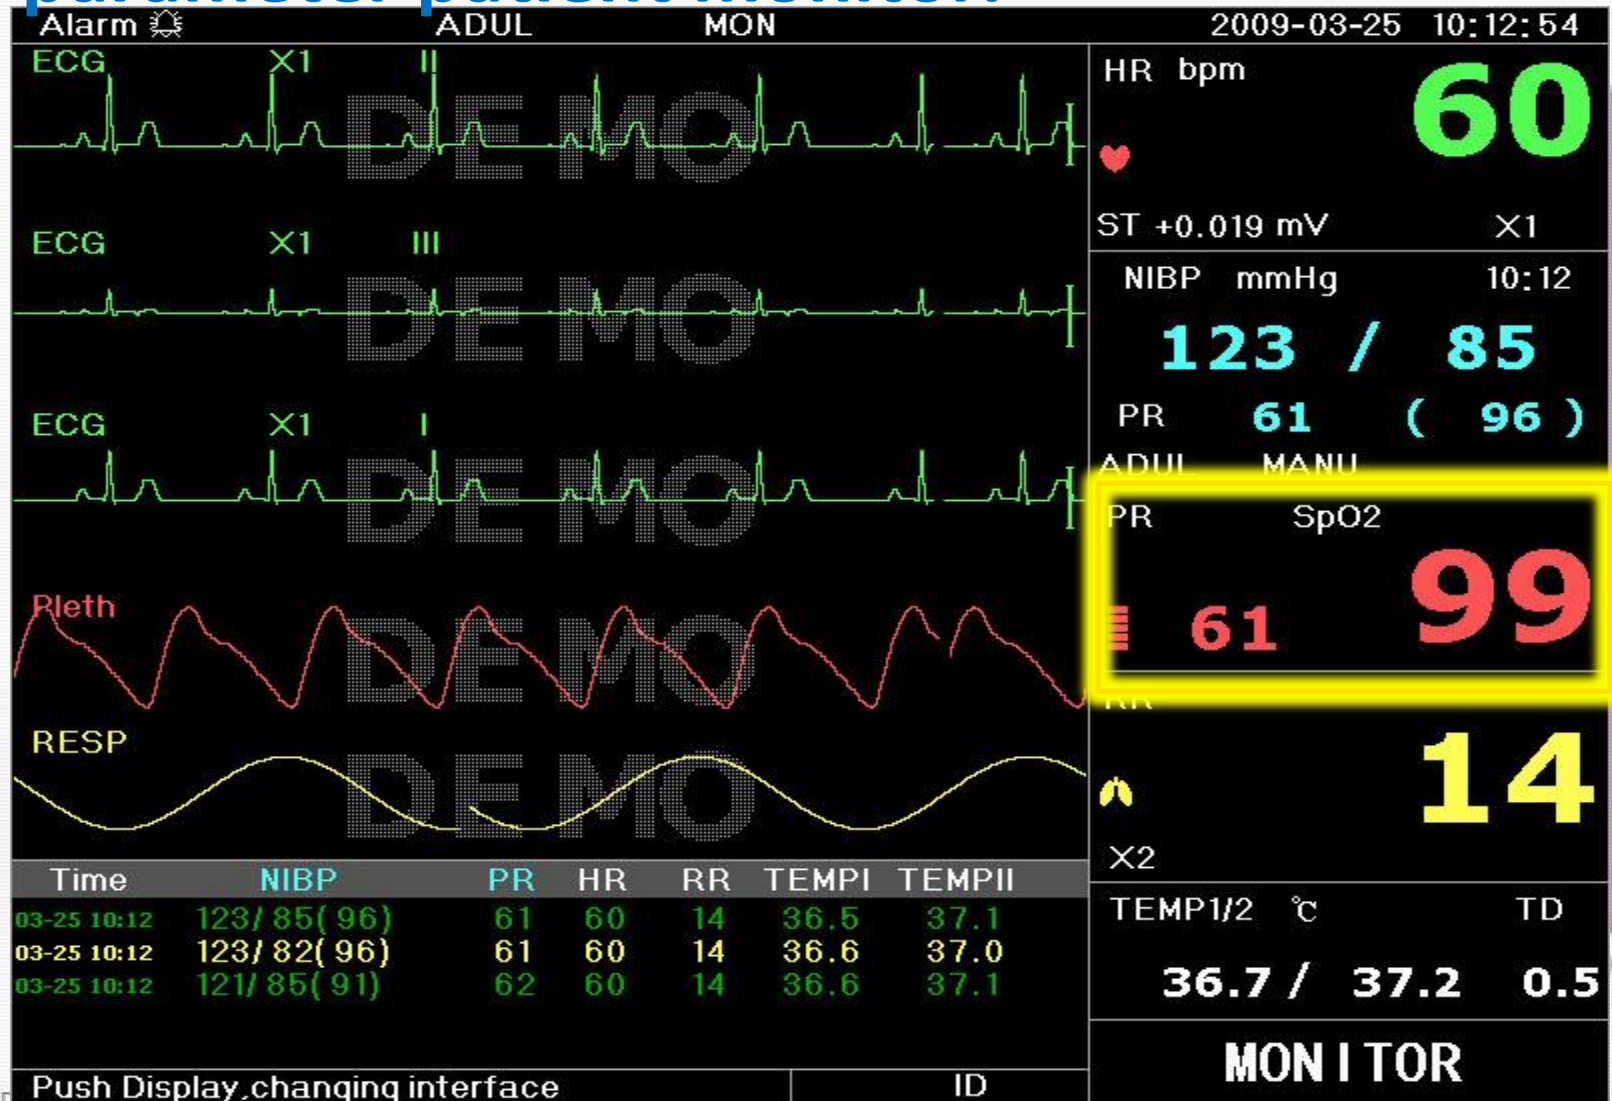 parameter patient monitor:
Alarm ADUL MON 2009-03-25 10:12:54
ECG X1 II
DEMO
HR bpm
60
ST +0.019 mV X1
ECG X1 III
DEMO
NIBP mmHg 10:12
123 / 85
PR 61 ( 96 )
ADUL MANU
ECG X1 I
DEMO
PR SpO2
61 99
Pleth
DEMO
RR
14
X2
RESP
DEMO
Time NIBP PR HR RR TEMPI TEMPII
03-25 10:12 123/ 85( 96) 61 60 14 36.5 37.1
03-25 10:12 123/ 82( 96) 61 60 14 36.6 37.0
03-25 10:12 121/ 85( 91) 62 60 14 36.6 37.1
TEMP1/2 ℃ TD
36.7 / 37.2 0.5
Push Display,changing interface ID
MONITOR